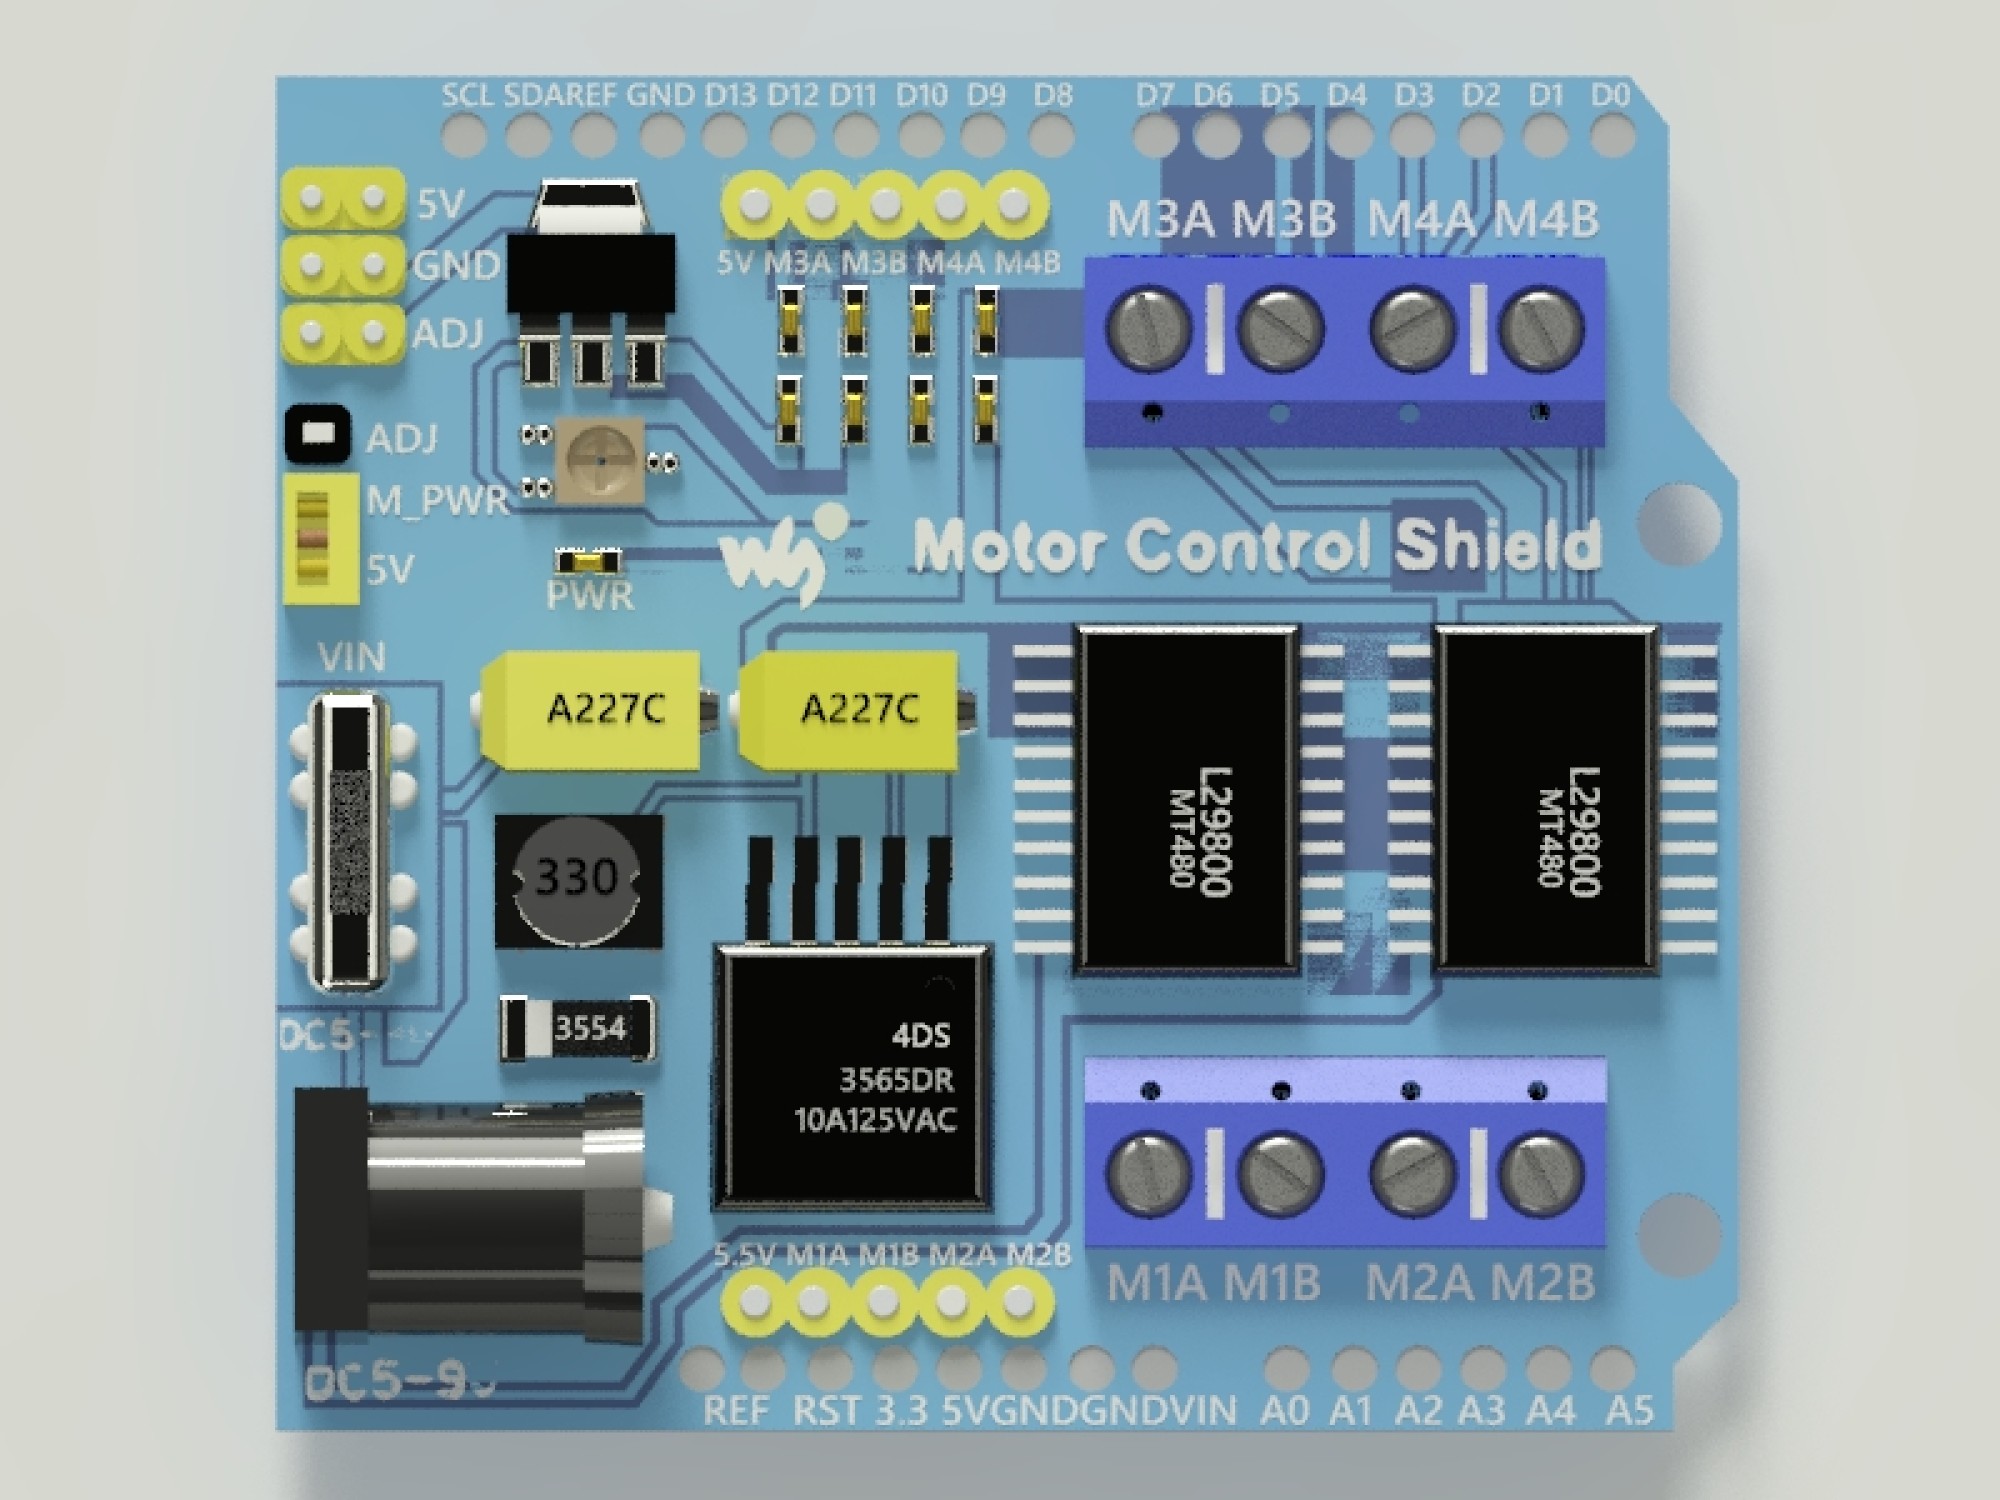 SCL SDAREF GND D13 D12 D11 D10 D9 D8 D7 D6 D5 D4 D3 D2 D1 D0
5V
GND
ADJ
5V M3A M3B M4A M4B
M3A M3B M4A M4B
ADJ
M_PWR
5V
PWR
Motor Control Shield
VIN
A227C
A227C
330
L29800
MT480
L29800
MT480
3554
DC5-
4DS
3565DR
10A125VAC
5.5V M1A M1B M2A M2B
M1A M1B M2A M2B
DC5-9
REF RST 3.3 5VGNDGNDVIN A0 A1 A2 A3 A4 A5